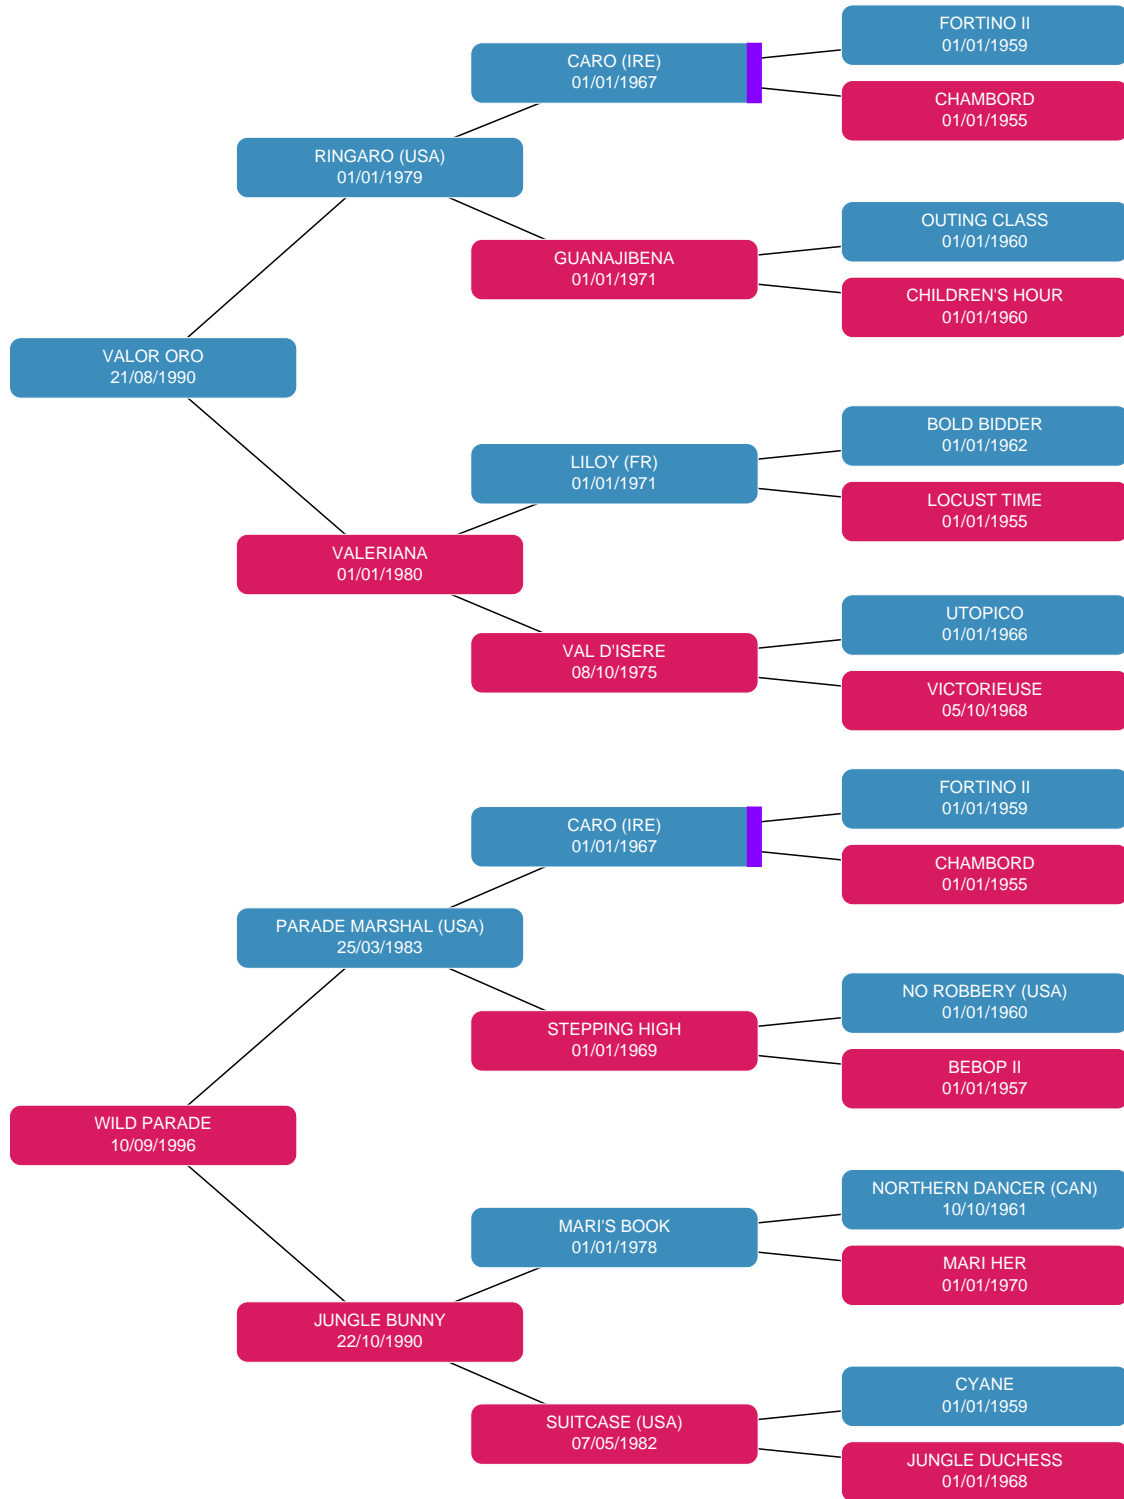 FORTINO II
01/01/1959
CARO (IRE)
01/01/1967
CHAMBORD
01/01/1955
RINGARO (USA)
01/01/1979
OUTING CLASS
01/01/1960
GUANAJIBENA
01/01/1971
CHILDREN'S HOUR
01/01/1960
VALOR ORO
21/08/1990
BOLD BIDDER
01/01/1962
LILOY (FR)
01/01/1971
LOCUST TIME
01/01/1955
VALERIANA
01/01/1980
UTOPICO
01/01/1966
VAL D'ISERE
08/10/1975
VICTORIEUSE
05/10/1968
FORTINO II
01/01/1959
CARO (IRE)
01/01/1967
CHAMBORD
01/01/1955
PARADE MARSHAL (USA)
25/03/1983
NO ROBBERY (USA)
01/01/1960
STEPPING HIGH
01/01/1969
BEBOP II
01/01/1957
WILD PARADE
10/09/1996
NORTHERN DANCER (CAN)
10/10/1961
MARI'S BOOK
01/01/1978
MARI HER
01/01/1970
JUNGLE BUNNY
22/10/1990
CYANE
01/01/1959
SUITCASE (USA)
07/05/1982
JUNGLE DUCHESS
01/01/1968